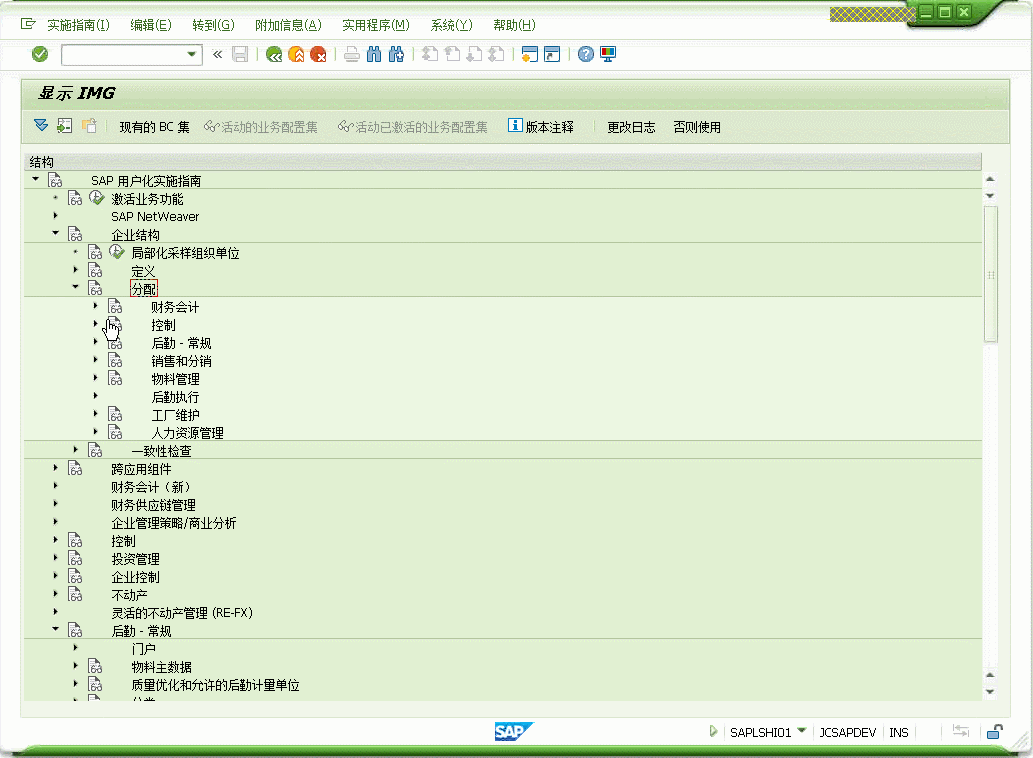 实施指南(I) 编辑(E) 转到(G) 附加信息(A) 实用程序(M) 系统(Y) 帮助(H)
显示 IMG
现有的 BC 集 活动的业务配置集 活动已激活的业务配置集 版本注释 更改日志 否则使用
结构
SAP 用户化实施指南
激活业务功能
SAP NetWeaver
企业结构
局部化采样组织单位
定义
分配
财务会计
控制
后勤 - 常规
销售和分销
物料管理
后勤执行
工厂维护
人力资源管理
一致性检查
跨应用组件
财务会计（新）
财务供应链管理
企业管理策略/商业分析
控制
投资管理
企业控制
不动产
灵活的不动产管理 (RE-FX)
后勤 - 常规
门户
物料主数据
质量优化和允许的后勤计量单位
SAP SAPLSHI01 JCSAPDEV INS